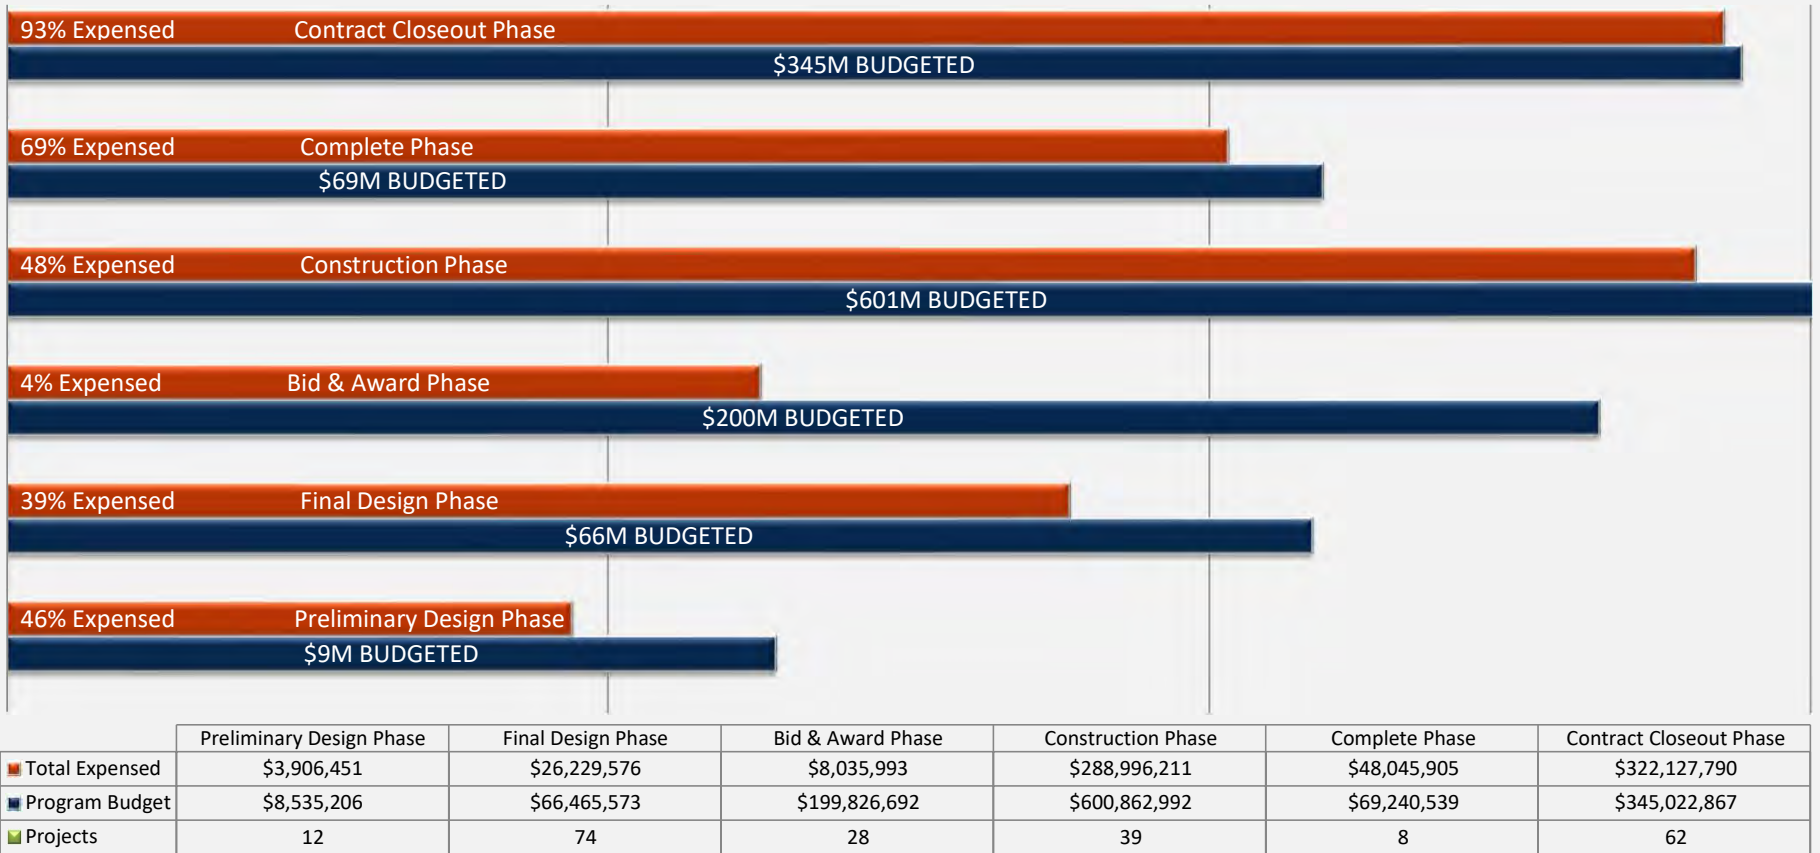 93% Expensed Contract Closeout Phase
$345M BUDGETED
69% Expensed Complete Phase
$69M BUDGETED
48% Expensed Construction Phase
$601M BUDGETED
4% Expensed Bid & Award Phase
$200M BUDGETED
39% Expensed Final Design Phase
$66M BUDGETED
46% Expensed Preliminary Design Phase
$9M BUDGETED
Preliminary Design Phase Final Design Phase Bid & Award Phase Construction Phase Complete Phase Contract Closeout Phase
Total Expensed $3,906,451 $26,229,576 $8,035,993 $288,996,211 $48,045,905 $322,127,790
Program Budget $8,535,206 $66,465,573 $199,826,692 $600,862,992 $69,240,539 $345,022,867
Projects 12 74 28 39 8 62